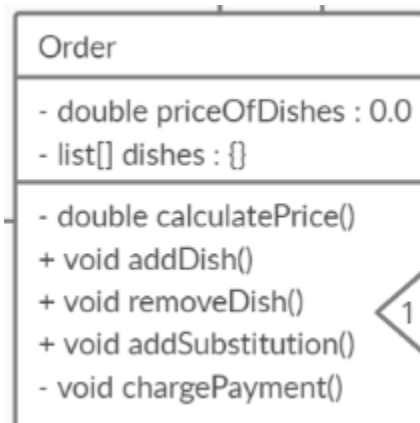 Order
- double priceOfDishes : 0.0
- list[] dishes : {}
- double calculatePrice()
+ void addDish()
+ void removeDish()
+ void addSubstitution()
- void chargePayment()
1